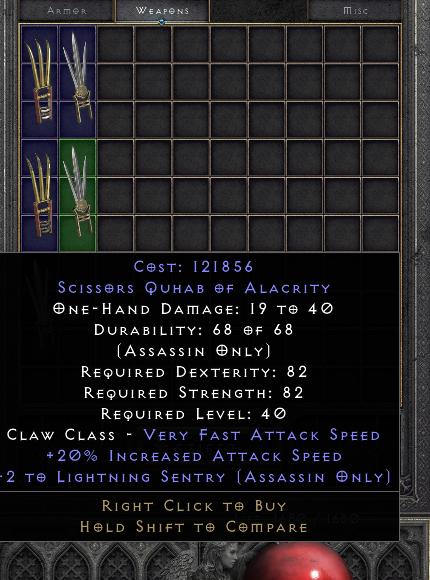 Armor
Weapons
Misc
Cost: 121856
Scissors Quhab of Alacrity
One-Hand Damage: 19 to 40
Durability: 68 of 68
(Assassin Only)
Required Dexterity: 82
Required Strength: 82
Required Level: 40
Claw Class - Very Fast Attack Speed
+20% Increased Attack Speed
-2 to Lightning Sentry (Assassin Only)
Right Click to Buy
Hold Shift to Compare